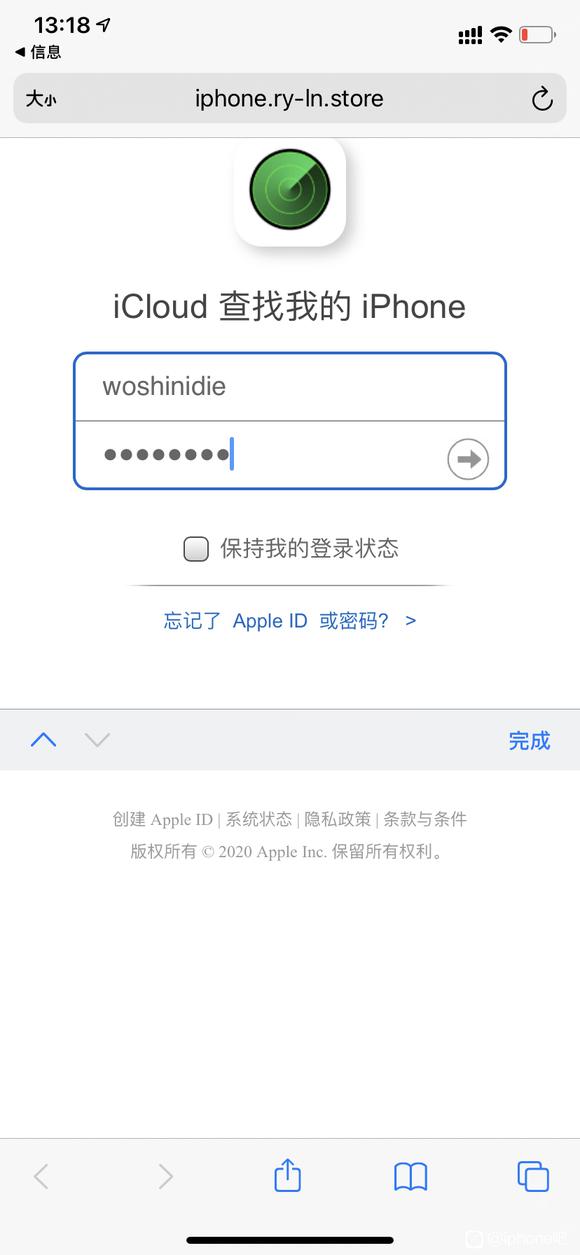 13:18
信息
大小 iphone.ry-ln.store
iCloud 查找我的 iPhone
woshinidie
••••••••
保持我的登录状态
忘记了 Apple ID 或密码? >
完成
创建 Apple ID | 系统状态 | 隐私政策 | 条款与条件
版权所有 © 2020 Apple Inc. 保留所有权利。
@iphone吧